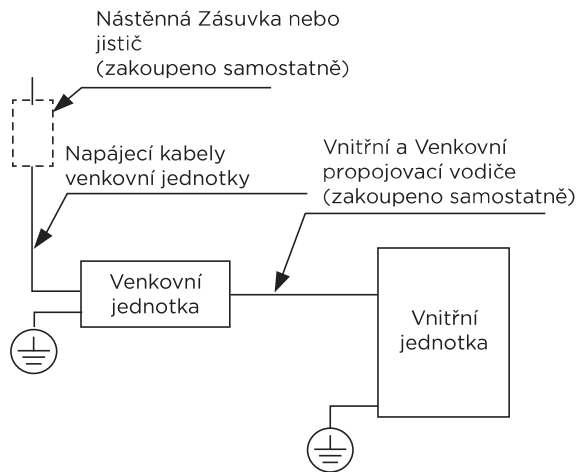 Nástěnná Zásuvka nebo
jistič
(zakoupeno samostatně)
Napájecí kabely
venkovní jednotky
Vnitřní a Venkovní
propojovací vodiče
(zakoupeno samostatně)
Venkovní
jednotka
Vnitřní
jednotka